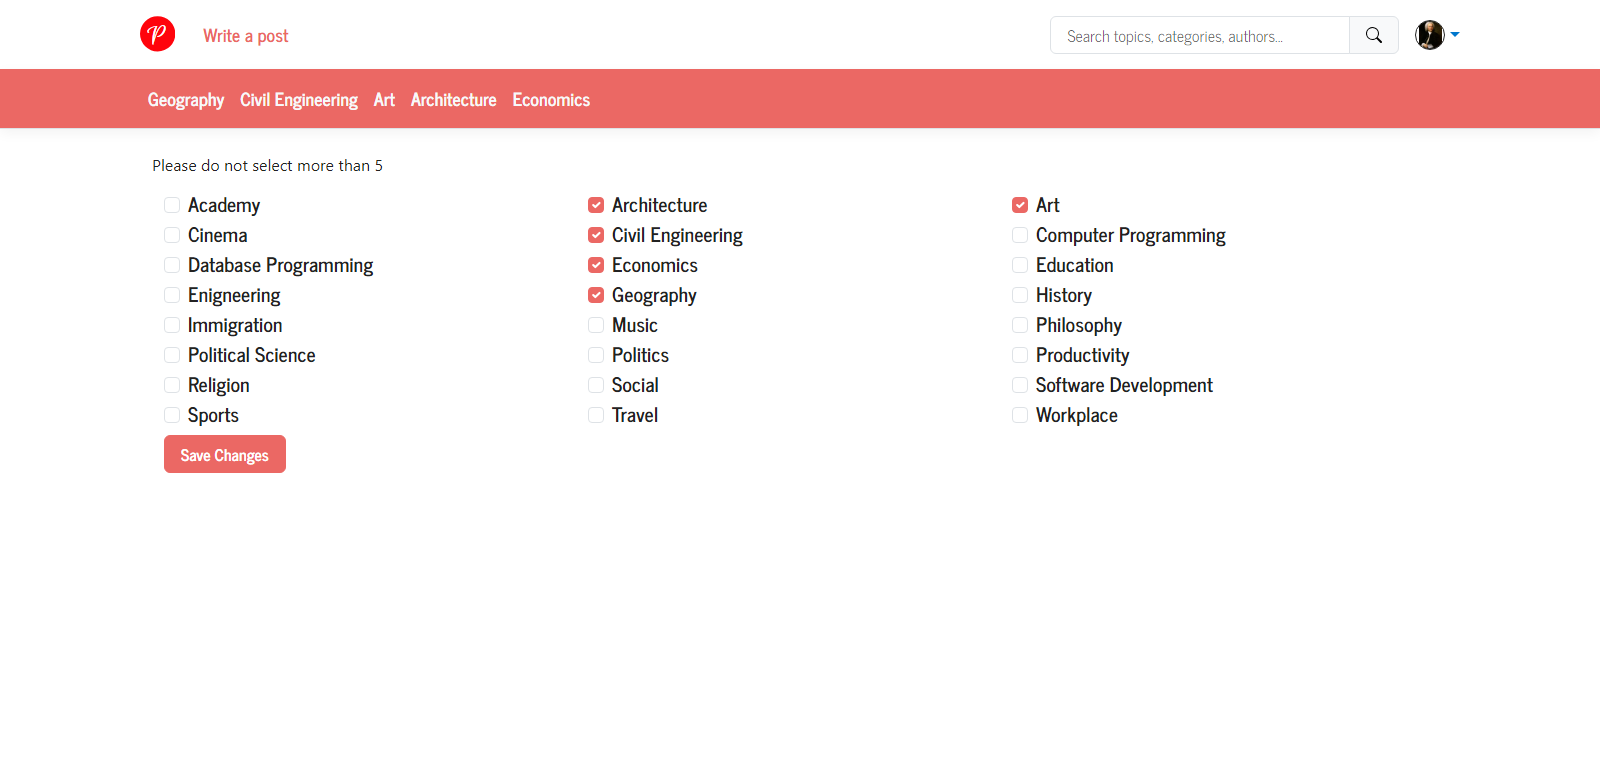 P
Write a post
Search topics, categories, authors...
Geography Civil Engineering Art Architecture Economics
Please do not select more than 5
Academy Architecture Art
Cinema Civil Engineering Computer Programming
Database Programming Economics Education
Enigneering Geography History
Immigration Music Philosophy
Political Science Politics Productivity
Religion Social Software Development
Sports Travel Workplace
Save Changes